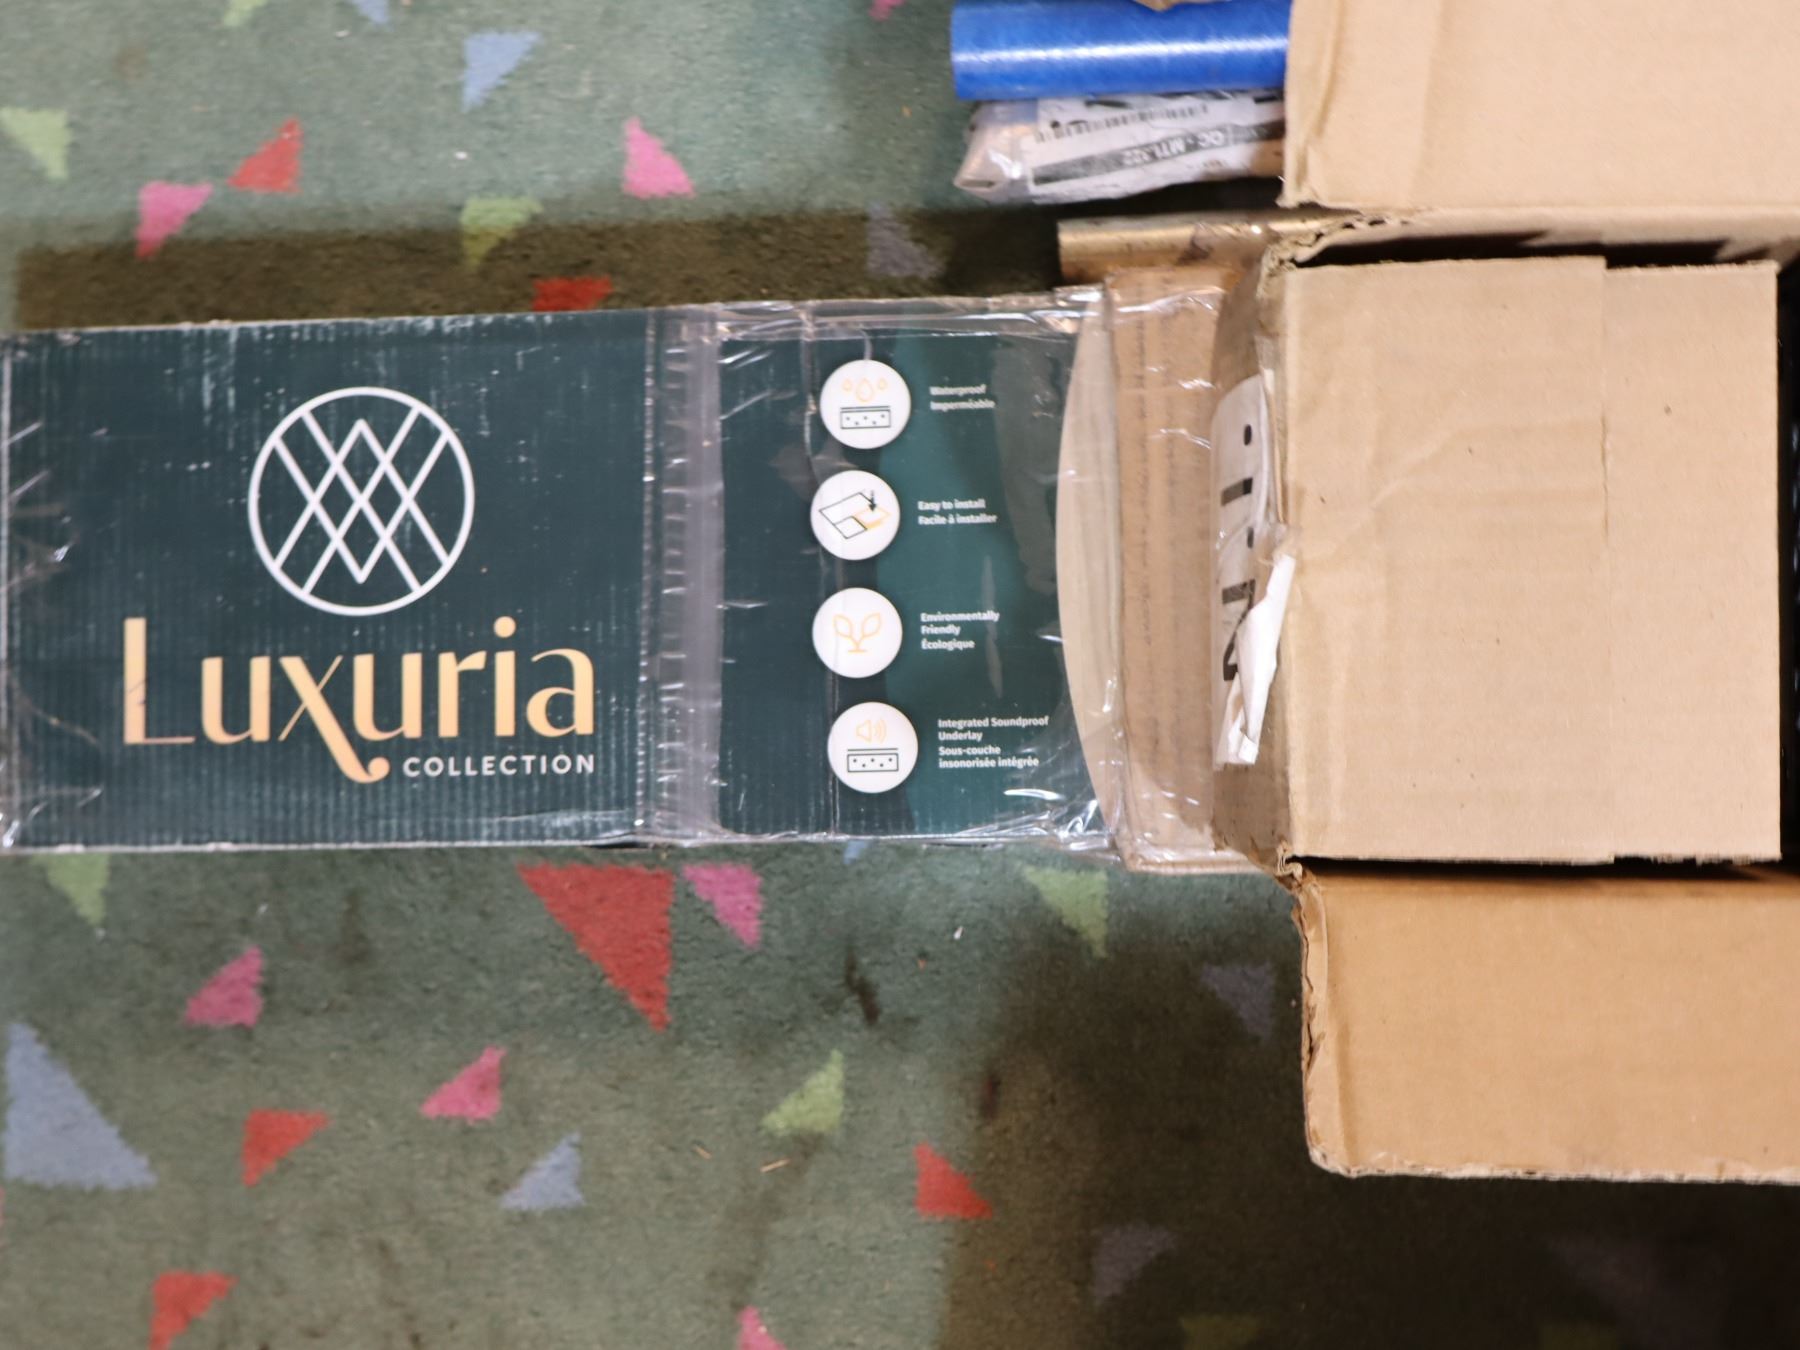 Luxuria
COLLECTION
Waterproof
Imperméable
Easy to install
Facile à installer
Environmentally
Friendly
Écologique
Integrated Soundproof
Underlay
Sous-couche
insonorisée intégrée